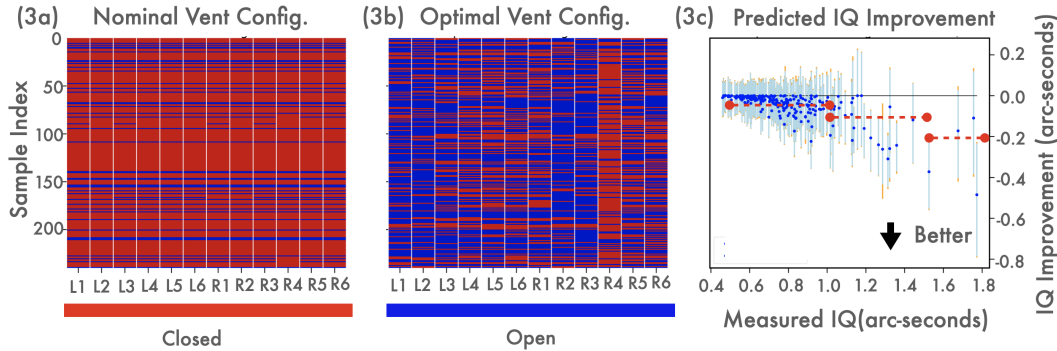 (3a) Nominal Vent Config.
Sample Index
0
50
100
150
200
L1 L2 L3 L4 L5 L6 R1 R2 R3 R4 R5 R6
Closed
(3b) Optimal Vent Config.
L1 L2 L3 L4 L5 L6 R1 R2 R3 R4 R5 R6
Open
(3c) Predicted IQ Improvement
0.2
0.0
-0.2
-0.4
-0.6
-0.8
IQ Improvement (arc-seconds)
Better
0.4 0.6 0.8 1.0 1.2 1.4 1.6 1.8
Measured IQ(arc-seconds)